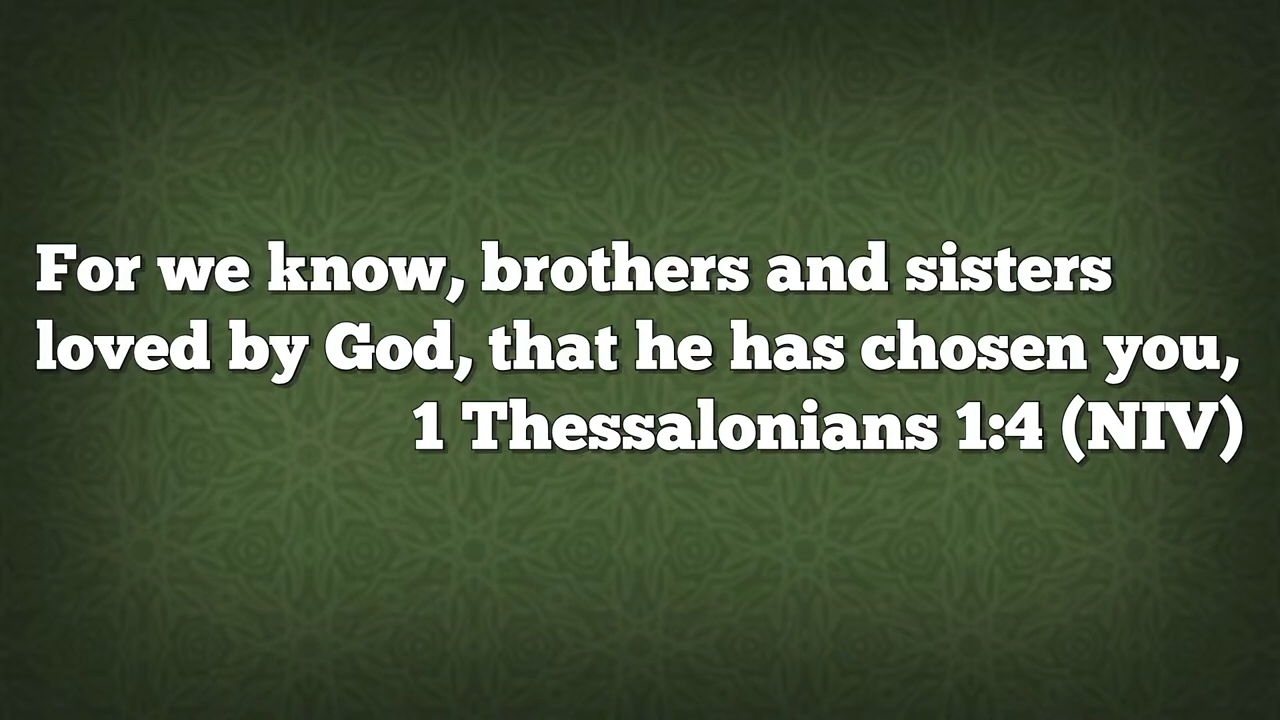 For we know, brothers and sisters
loved by God, that he has chosen you,
1 Thessalonians 1:4 (NIV)